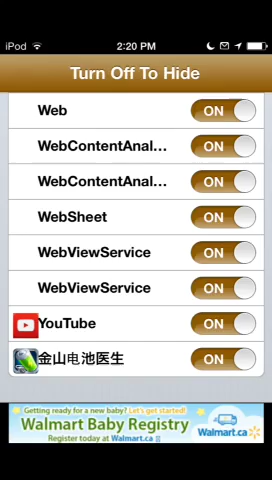 iPod 2:20 PM
Turn Off To Hide
Web ON
WebContentAnal... ON
WebContentAnal... ON
WebSheet ON
WebViewService ON
WebViewService ON
YouTube ON
金山电池医生 ON
Getting ready for a new baby? Let's get started!
Walmart Baby Registry
Register today at Walmart.ca
Walmart.ca